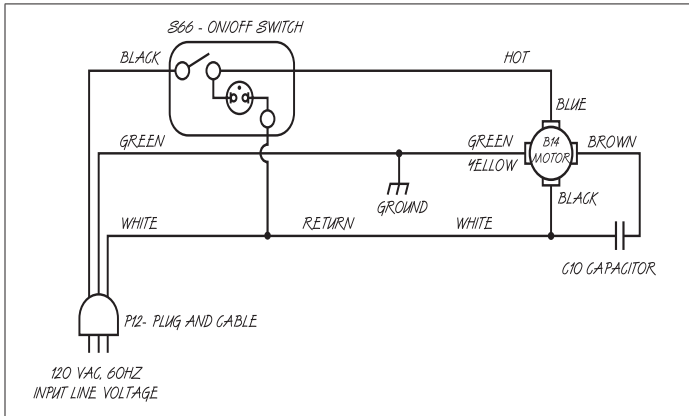 S66 - ON/OFF SWITCH
BLACK
HOT
BLUE
GREEN
GREEN
YELLOW
B14
MOTOR
BROWN
GROUND
BLACK
WHITE
RETURN
WHITE
C10 CAPACITOR
P12- PLUG AND CABLE
120 VAC, 60HZ
INPUT LINE VOLTAGE